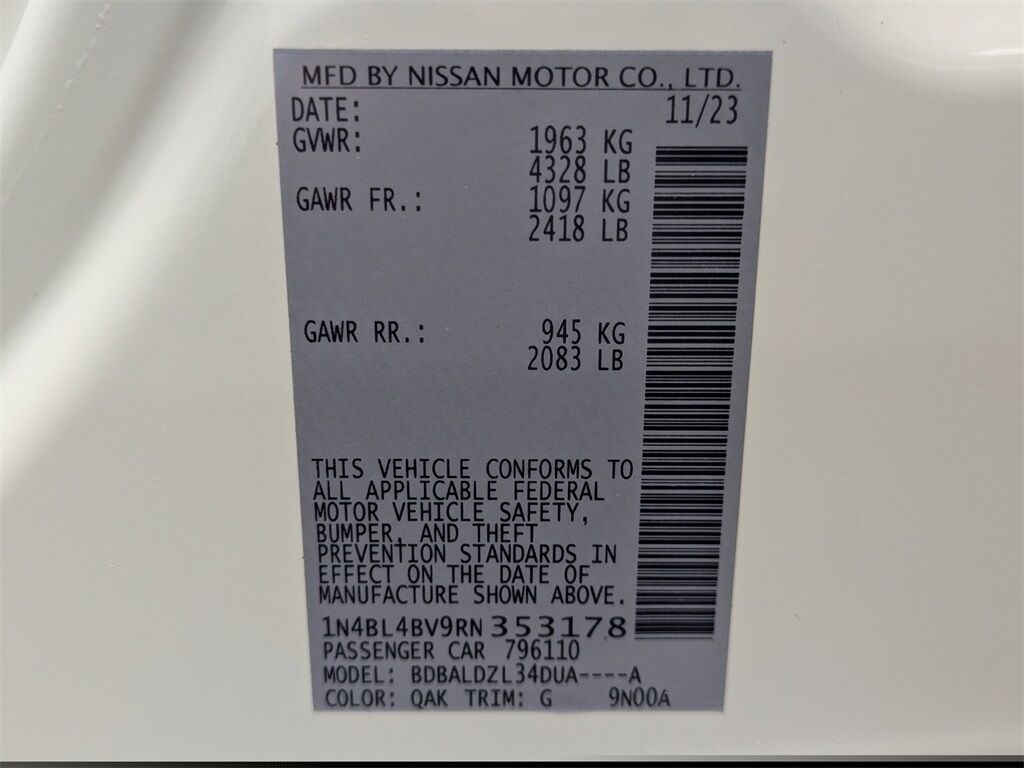 MFD BY NISSAN MOTOR CO., LTD.
DATE: 11/23
GVWR: 1963 KG
4328 LB
GAWR FR.: 1097 KG
2418 LB
GAWR RR.: 945 KG
2083 LB
THIS VEHICLE CONFORMS TO
ALL APPLICABLE FEDERAL
MOTOR VEHICLE SAFETY,
BUMPER, AND THEFT
PREVENTION STANDARDS IN
EFFECT ON THE DATE OF
MANUFACTURE SHOWN ABOVE.
1N4BL4BV9RN353178
PASSENGER CAR 796110
MODEL: BDBALDZL34DUA----A
COLOR: QAK TRIM: G 9N00A